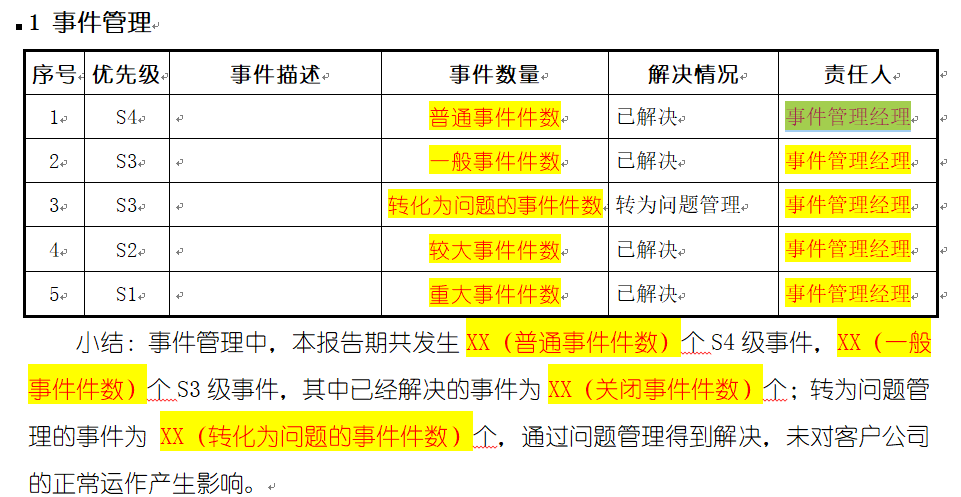 1 事件管理
序号 优先级 事件描述 事件数量 解决情况 责任人
1 S4 普通事件件数 已解决 事件管理经理
2 S3 一般事件件数 已解决 事件管理经理
3 S3 转化为问题的事件件数 转为问题管理 事件管理经理
4 S2 较大事件件数 已解决 事件管理经理
5 S1 重大事件件数 已解决 事件管理经理
小结：事件管理中，本报告期共发生 XX（普通事件件数）个 S4 级事件，XX（一般
事件件数）个 S3 级事件，其中已经解决的事件为 XX（关闭事件件数）个；转为问题管
理的事件为 XX（转化为问题的事件件数）个，通过问题管理得到解决，未对客户公司
的正常运作产生影响。